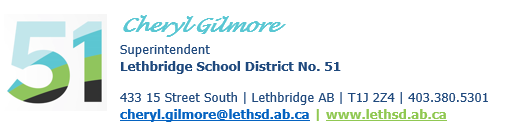 51
Cheryl Gilmore
Superintendent
Lethbridge School District No. 51
433 15 Street South | Lethbridge AB | T1J 2Z4 | 403.380.5301
cheryl.gilmore@lethsd.ab.ca | www.lethsd.ab.ca